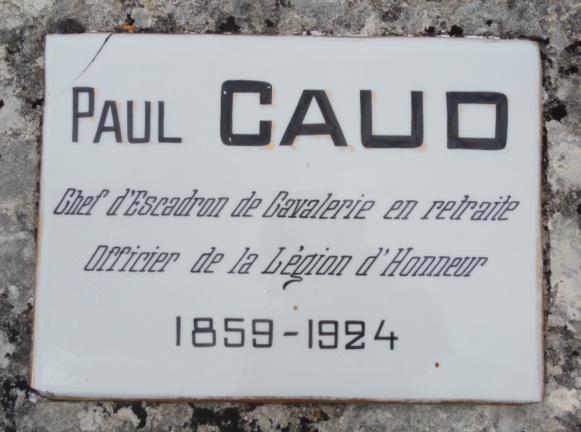 PAUL CAUD
Chef d'Escadron de Cavalerie en retraite
Officier de la Légion d'Honneur
1859-1924